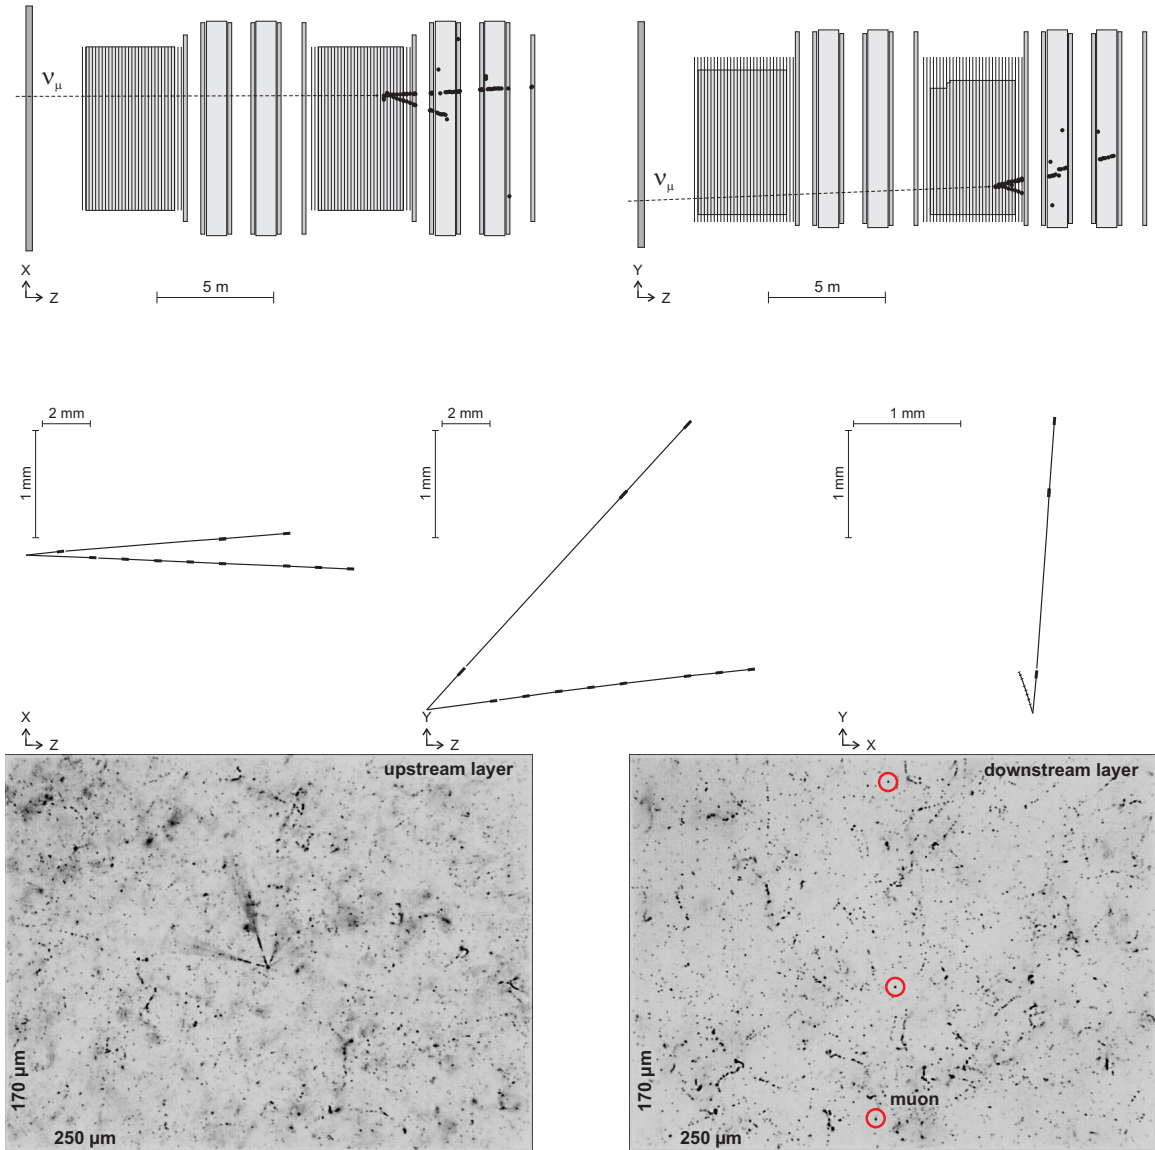 νμ
X
Z
5 m
νμ
Y
Z
5 m
2 mm
1 mm
X
Z
2 mm
1 mm
Y
Z
1 mm
1 mm
Y
X
upstream layer
170 µm
250 µm
downstream layer
muon
170 µm
250 µm